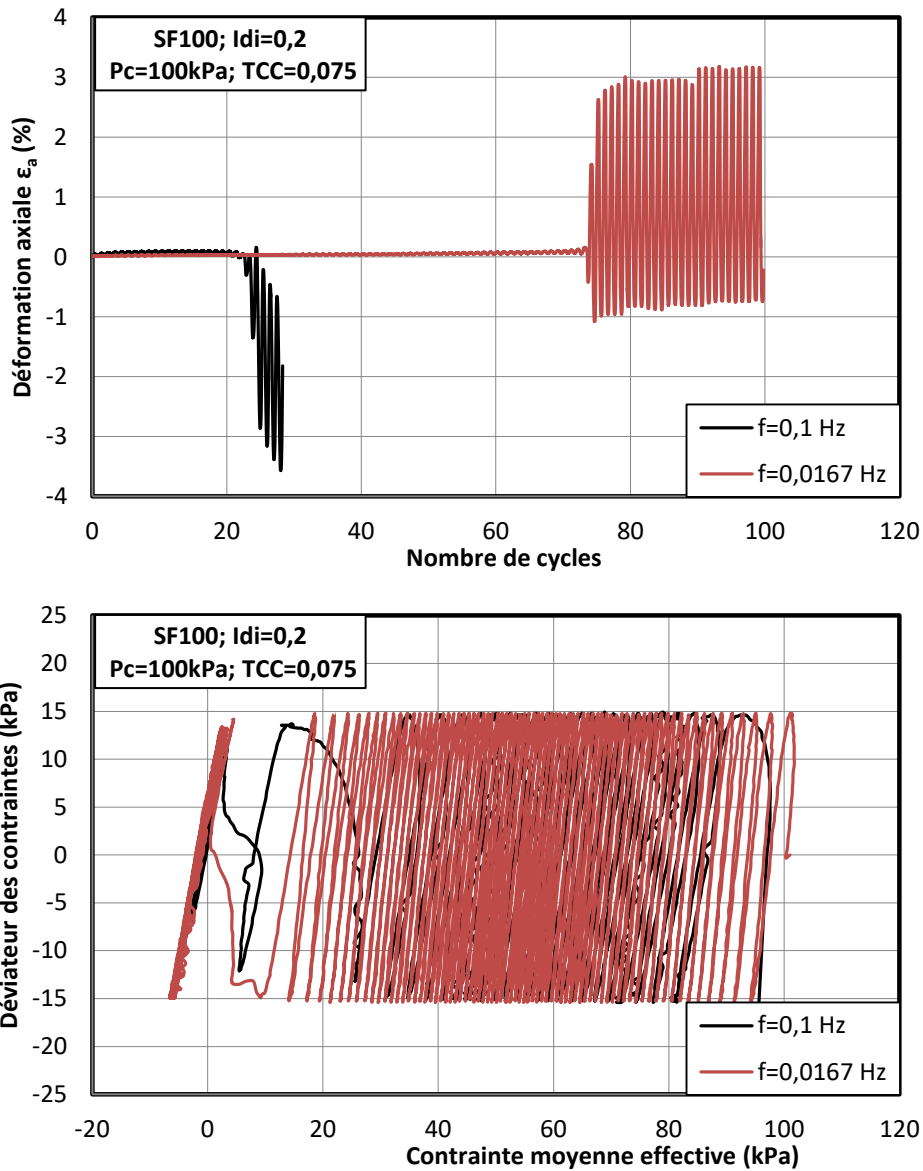 4
3
2
1
0
-1
-2
-3
-4
Déformation axiale εa (%)
SF100; Idi=0,2
Pc=100kPa; TCC=0,075
f=0,1 Hz
f=0,0167 Hz
0 20 40 60 80 100 120
Nombre de cycles
25
20
15
10
5
0
-5
-10
-15
-20
-25
Déviateur des contraintes (kPa)
SF100; Idi=0,2
Pc=100kPa; TCC=0,075
f=0,1 Hz
f=0,0167 Hz
-20 0 20 40 60 80 100 120
Contrainte moyenne effective (kPa)